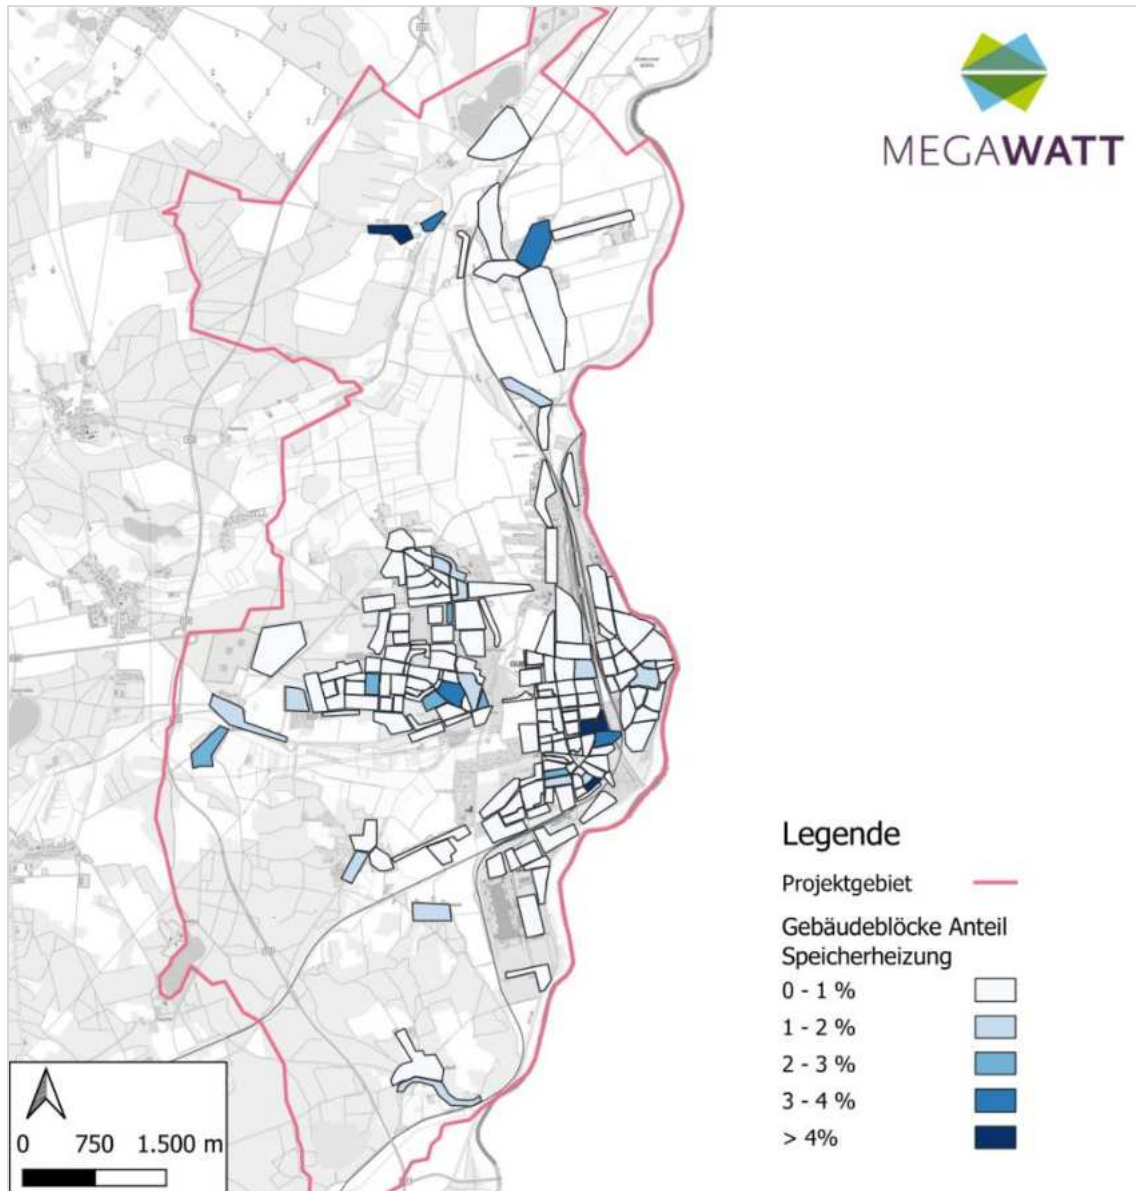 MEGAWATT
Legende
Projektgebiet
Gebäudeblöcke Anteil
Speicherheizung
0 - 1 %
1 - 2 %
2 - 3 %
3 - 4 %
> 4%
0 750 1.500 m